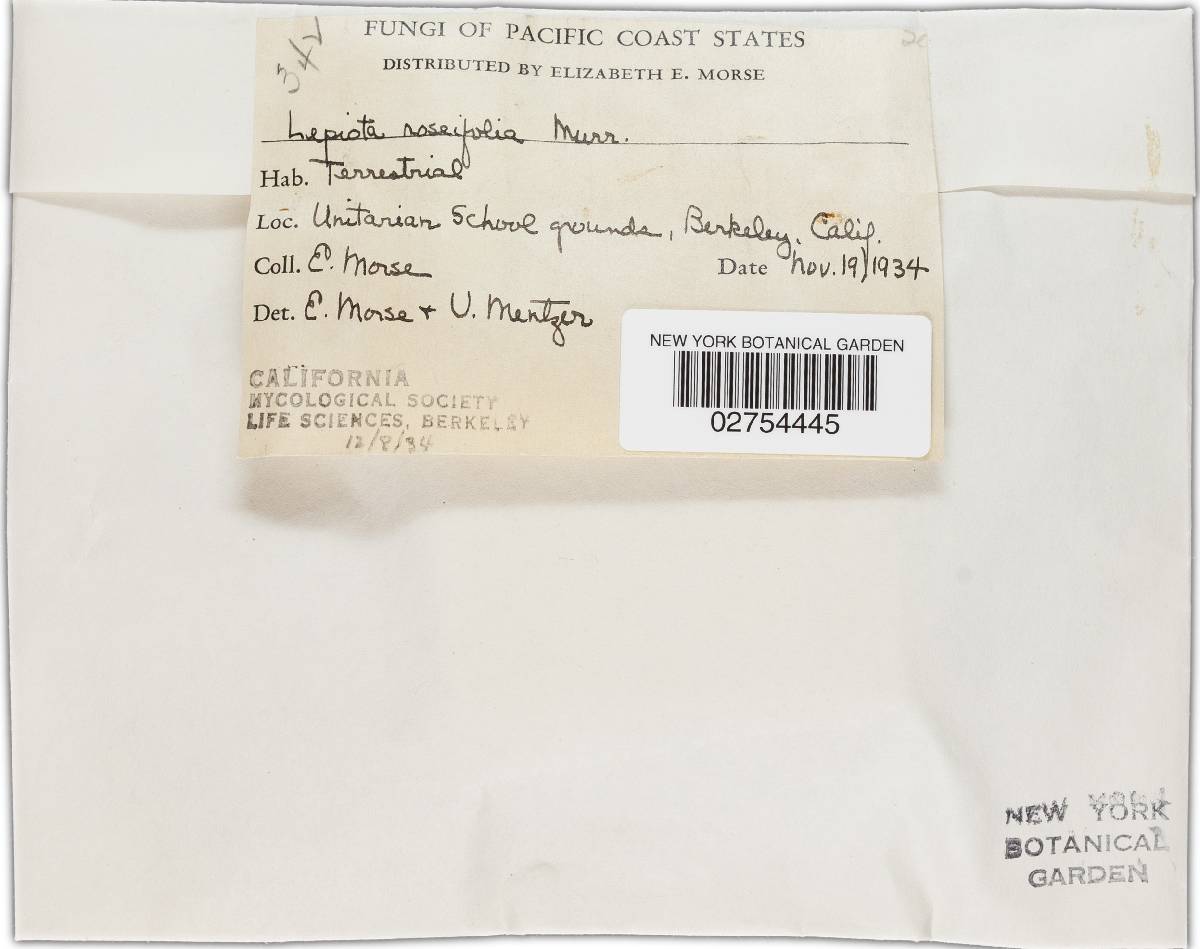 342
FUNGI OF PACIFIC COAST STATES
DISTRIBUTED BY ELIZABETH E. MORSE
Lepiota roseifolia Murr.
Hab. Terrestrial
Loc. Unitarian School grounds, Berkeley, Calif.
Coll. E. Morse
Date Nov. 19, 1934
Det. E. Morse + V. Mentzer
CALIFORNIA
MYCOLOGICAL SOCIETY
LIFE SCIENCES, BERKELEY
12/8/34
NEW YORK BOTANICAL GARDEN
02754445
NEW YORK
BOTANICAL
GARDEN